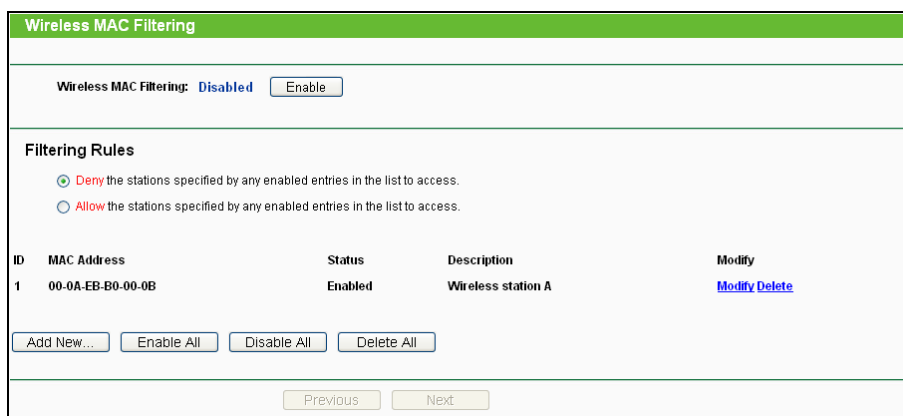 Wireless MAC Filtering
Wireless MAC Filtering: Disabled Enable
Filtering Rules
Deny the stations specified by any enabled entries in the list to access.
Allow the stations specified by any enabled entries in the list to access.
ID MAC Address Status Description Modify
1 00-0A-EB-B0-00-0B Enabled Wireless station A Modify Delete
Add New... Enable All Disable All Delete All
Previous Next